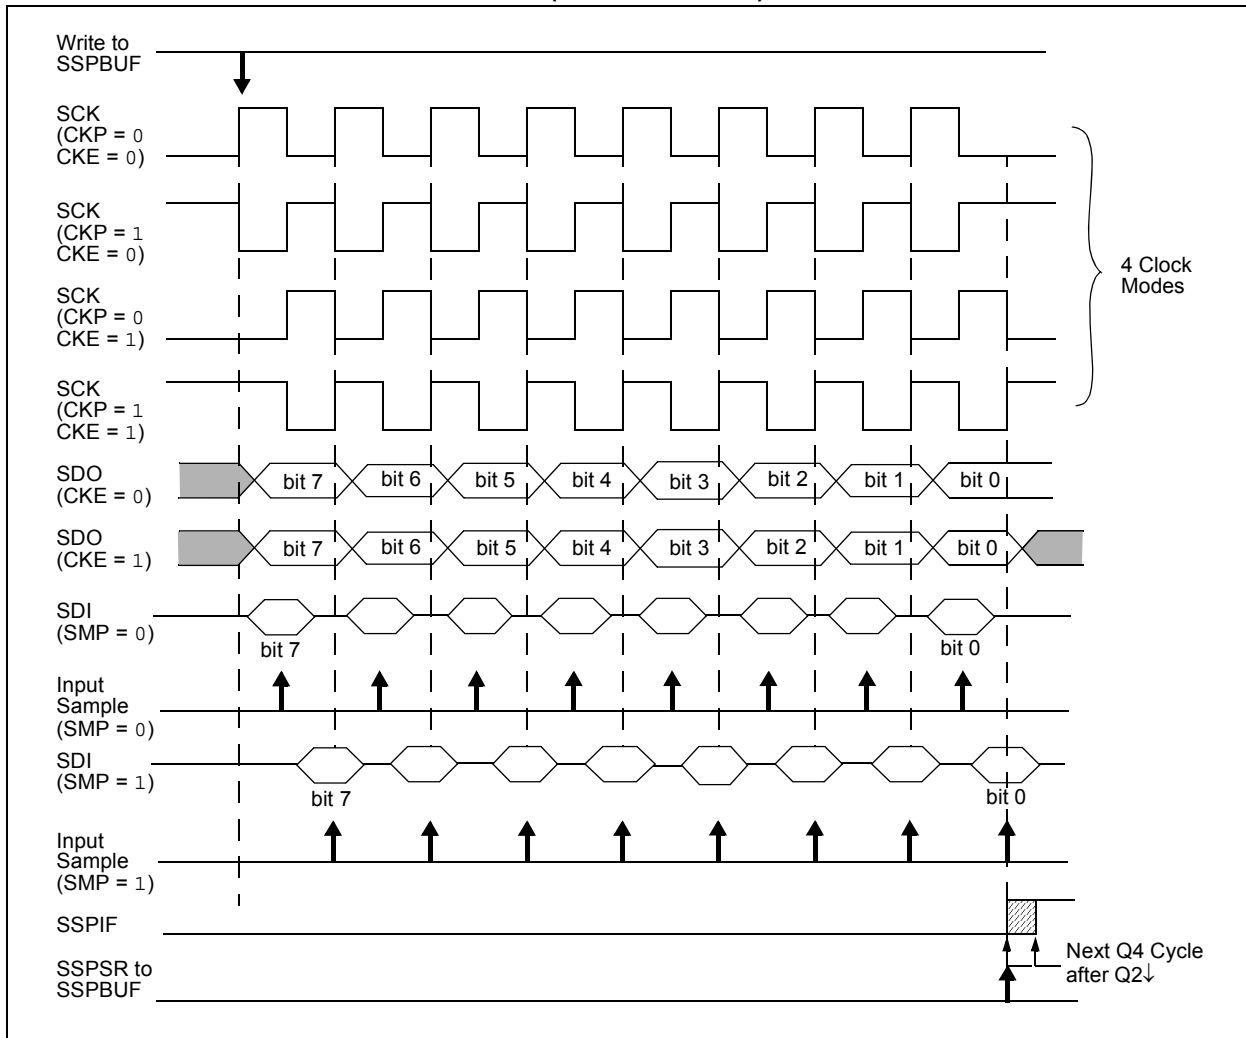 Write to
SSPBUF
SCK
(CKP = 0
CKE = 0)
SCK
(CKP = 1
CKE = 0)
SCK
(CKP = 0
CKE = 1)
SCK
(CKP = 1
CKE = 1)
4 Clock
Modes
SDO
(CKE = 0)
bit 7 bit 6 bit 5 bit 4 bit 3 bit 2 bit 1 bit 0
SDO
(CKE = 1)
bit 7 bit 6 bit 5 bit 4 bit 3 bit 2 bit 1 bit 0
SDI
(SMP = 0)
bit 7 bit 0
Input
Sample
(SMP = 0)
SDI
(SMP = 1)
bit 7 bit 0
Input
Sample
(SMP = 1)
SSPIF
Next Q4 Cycle
after Q2↓
SSPSR to
SSPBUF